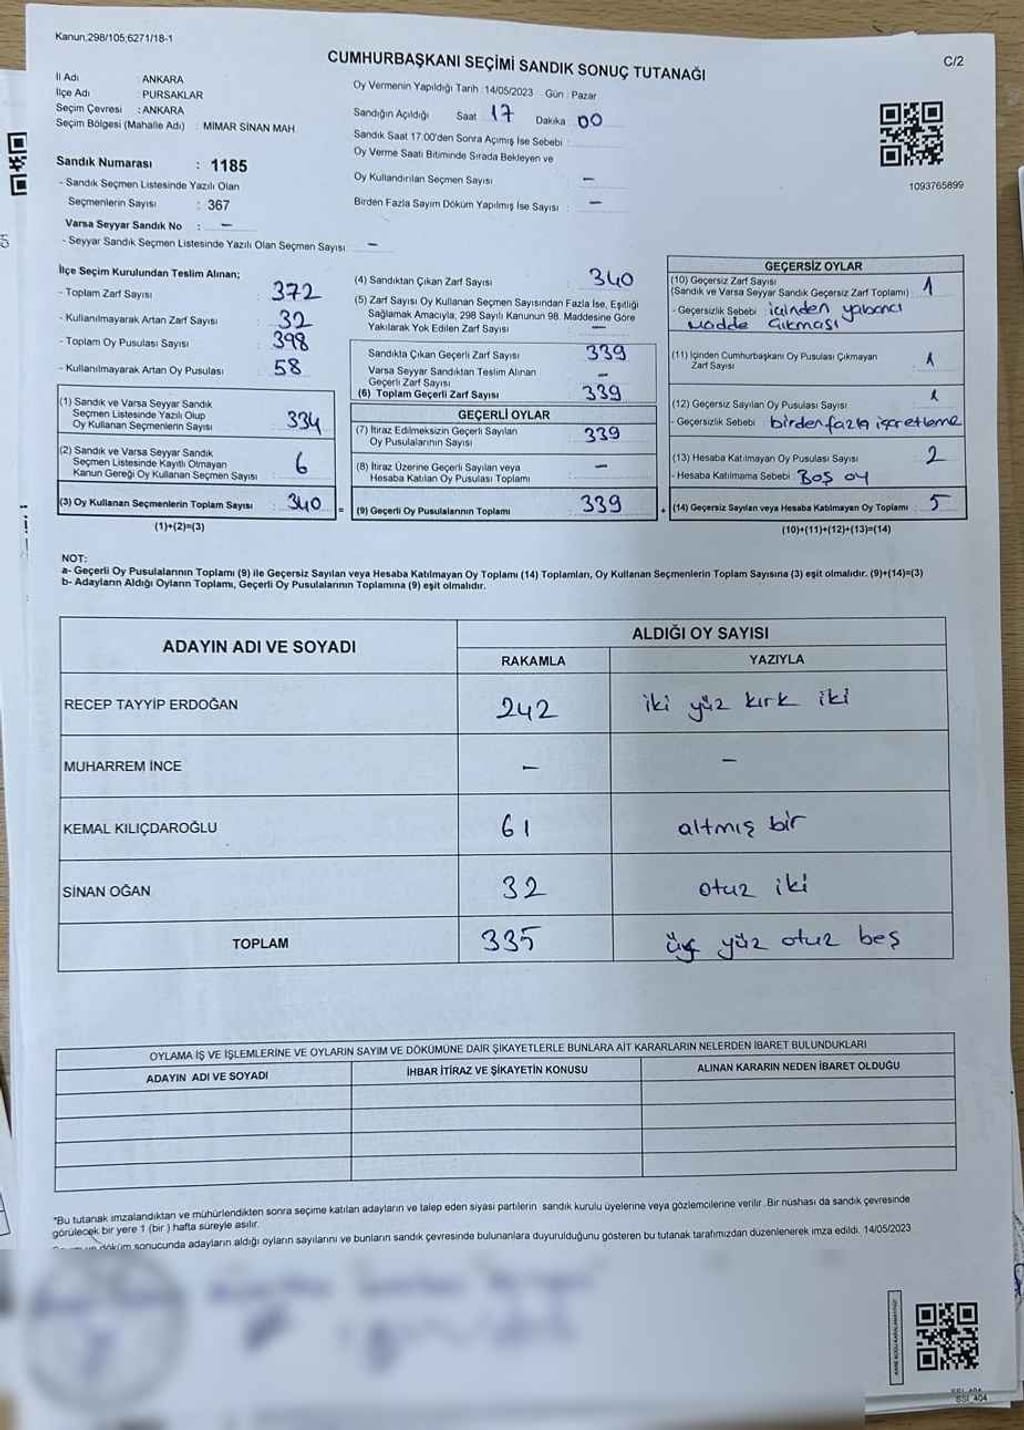 Kanun.298/105;6271/18-1
C/2
CUMHURBAŞKANI SEÇİMİ SANDIK SONUÇ TUTANAĞI
İl Adı : ANKARA
İlçe Adı : PURSAKLAR
Seçim Çevresi : ANKARA
Seçim Bölgesi (Mahalle Adı) : MİMAR SİNAN MAH
Sandık Numarası : 1185
- Sandık Seçmen Listesinde Yazılı Olan
Seçmenlerin Sayısı : 367
Varsa Seyyar Sandık No : -
- Seyyar Sandık Seçmen Listesinde Yazılı Olan Seçmen Sayısı -
Oy Vermenin Yapıldığı Tarih :14/05/2023 Gün : Pazar
Sandığın Açıldığı Saat 17 Dakika 00
Sandık Saat 17.00'den Sonra Açılmış İse Sebebi :
Oy Verme Saati Bitiminde Sırada Bekleyen ve
Oy Kullandırılan Seçmen Sayısı -
Birden Fazla Sayım Döküm Yapılmış İse Sayısı : -
1093765899
İlçe Seçim Kurulundan Teslim Alınan;
- Toplam Zarf Sayısı : 372
- Kullanılmayarak Artan Zarf Sayısı : 32
- Toplam Oy Pusulası Sayısı : 398
- Kullanılmayarak Artan Oy Pusulası : 58
(1) Sandık ve Varsa Seyyar Sandık
Seçmen Listesinde Yazılı Olup
Oy Kullanan Seçmenlerin Sayısı 334
(2) Sandık ve Varsa Seyyar Sandık
Seçmen Listesinde Kayıtlı Olmayan
Kanun Gereği Oy Kullanan Seçmen Sayısı : 6
(3) Oy Kullanan Seçmenlerin Toplam Sayısı : 340
(1)+(2)=(3)
(4) Sandıktan Çıkan Zarf Sayısı : 340
(5) Zarf Sayısı Oy Kullanan Seçmen Sayısından Fazla İse, Eşitliği
Sağlamak Amacıyla, 298 Sayılı Kanunun 98. Maddesine Göre
Yakılarak Yok Edilen Zarf Sayısı -
Sandıkta Çıkan Geçerli Zarf Sayısı 339
Varsa Seyyar Sandıktan Teslim Alınan
Geçerli Zarf Sayısı -
(6) Toplam Geçerli Zarf Sayısı 339
GEÇERLİ OYLAR
(7) İtiraz Edilmeksizin Geçerli Sayılan
Oy Pusulalarının Sayısı 339
(8) İtiraz Üzerine Geçerli Sayılan veya
Hesaba Katılan Oy Pusulası Toplamı -
= (9) Geçerli Oy Pusulalarının Toplamı 339 +
GEÇERSİZ OYLAR
(10) Geçersiz Zarf Sayısı
(Sandık ve Varsa Seyyar Sandık Geçersiz Zarf Toplamı) : 1
- Geçersizlik Sebebi : içinden yabancı
madde çıkması
(11) İçinden Cumhurbaşkanı Oy Pusulası Çıkmayan
Zarf Sayısı 1
(12) Geçersiz Sayılan Oy Pusulası Sayısı : 1
- Geçersizlik Sebebi birden fazla işaretleme
(13) Hesaba Katılmayan Oy Pusulası Sayısı 2
- Hesaba Katılmama Sebebi : Boş oy
(14) Geçersiz Sayılan veya Hesaba Katılmayan Oy Toplamı : 5
(10)+(11)+(12)+(13)=(14)
NOT:
a- Geçerli Oy Pusulalarının Toplamı (9) ile Geçersiz Sayılan veya Hesaba Katılmayan Oy Toplamı (14) Toplamları, Oy Kullanan Seçmenlerin Toplam Sayısına (3) eşit olmalıdır. (9)+(14)=(3)
b- Adayların Aldığı Oyların Toplamı, Geçerli Oy Pusulalarının Toplamına (9) eşit olmalıdır.
ADAYIN ADI VE SOYADI
ALDIĞI OY SAYISI
RAKAMLA YAZIYLA
RECEP TAYYİP ERDOĞAN 242 iki yüz kırk iki
MUHARREM İNCE - -
KEMAL KILIÇDAROĞLU 61 altmış bir
SİNAN OĞAN 32 otuz iki
TOPLAM 335 üç yüz otuz beş
OYLAMA İŞ VE İŞLEMLERİNE VE OYLARIN SAYIM VE DÖKÜMÜNE DAİR ŞİKAYETLERLE BUNLARA AİT KARARLARIN NELERDEN İBARET BULUNDUKLARI
ADAYIN ADI VE SOYADI İHBAR İTİRAZ VE ŞİKAYETİN KONUSU ALINAN KARARIN NEDEN İBARET OLDUĞU
*Bu tutanak imzalandıktan ve mühürlendikten sonra seçime katılan adayların ve talep eden siyasi partilerin sandık kurulu üyelerine veya gözlemcilerine verilir. Bir nüshası da sandık çevresinde
görülecek bir yere 1 (bir ) hafta süreyle asılır.
döküm sonucunda adayların aldığı oyların sayılarını ve bunların sandık çevresinde bulunanlara duyurulduğunu gösteren bu tutanak tarafımızdan düzenlenerek imza edildi. 14/05/2023
SSI_404